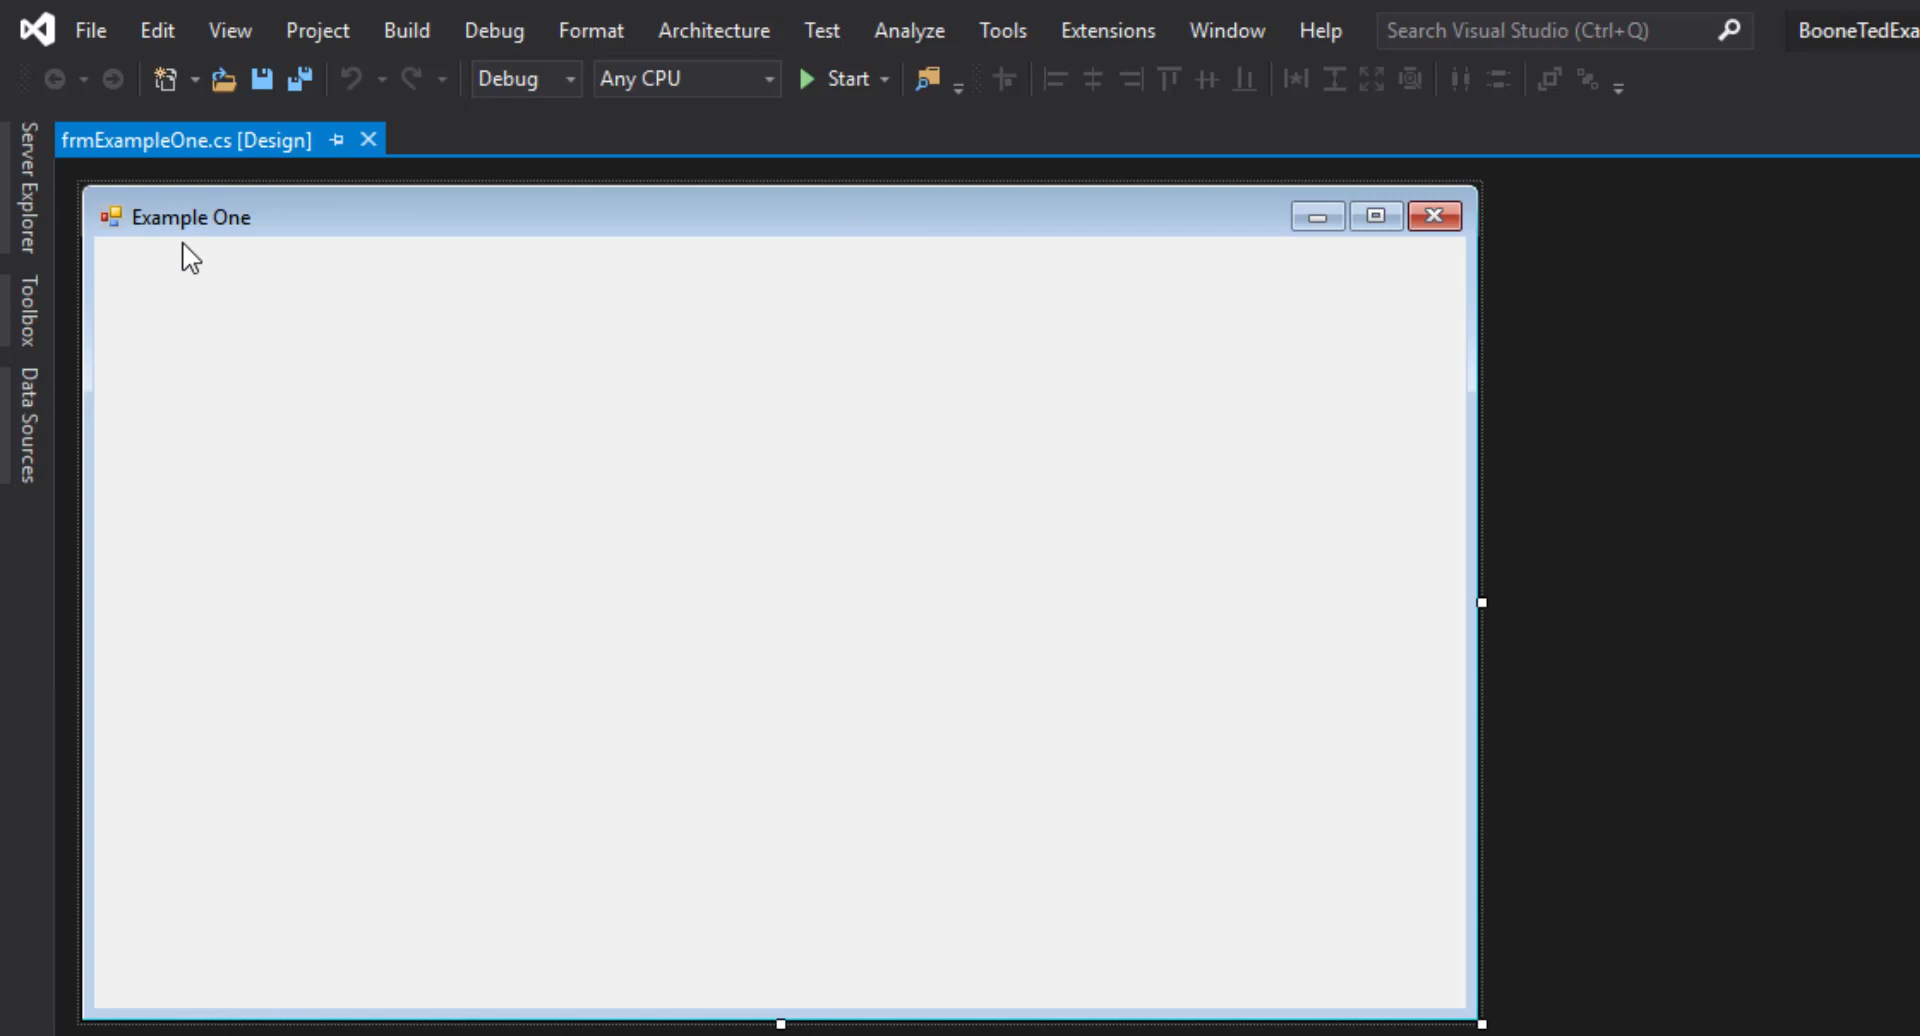 File Edit View Project Build Debug Format Architecture Test Analyze Tools Extensions Window Help Search Visual Studio (Ctrl+Q) BooneTedExa
Debug Any CPU Start
frmExampleOne.cs [Design]
Server Explorer
Toolbox
Data Sources
Example One